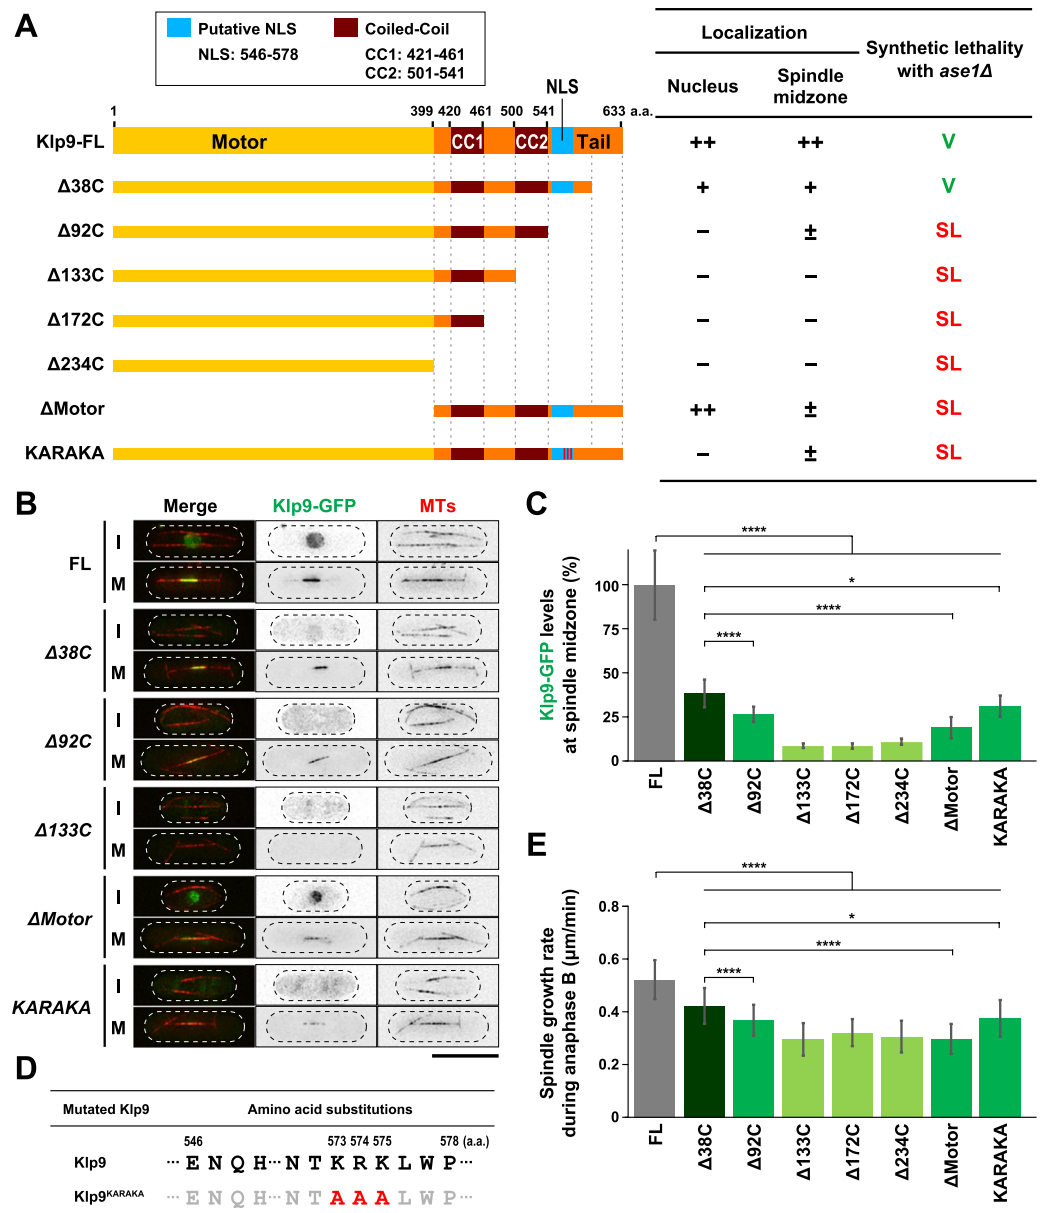 A
Putative NLS
NLS: 546-578
Coiled-Coil
CC1: 421-461
CC2: 501-541
Localization
Nucleus
Spindle midzone
Synthetic lethality with ase1Δ
NLS
1 399 420 461 500 541 633 a.a.
Klp9-FL Motor CC1 CC2 Tail ++ ++ V
Δ38C + + V
Δ92C – ± SL
Δ133C – – SL
Δ172C – – SL
Δ234C – – SL
ΔMotor ++ ± SL
KARAKA – ± SL
B
Merge Klp9-GFP MTs
FL
I
M
Δ38C
I
M
Δ92C
I
M
Δ133C
I
M
ΔMotor
I
M
KARAKA
I
M
C
Klp9-GFP levels
at spindle midzone (%)
100
75
50
25
0
****
*
****
****
FL Δ38C Δ92C Δ133C Δ172C Δ234C ΔMotor KARAKA
D
Mutated Klp9 Amino acid substitutions
546 573 574 575 578 (a.a.)
Klp9 ··· E N Q H ··· N T K R K L W P ···
Klp9KARAKA ··· E N Q H ··· N T A A A L W P ···
E
Spindle growth rate
during anaphase B (μm/min)
0.8
0.6
0.4
0.2
0
****
*
****
****
FL Δ38C Δ92C Δ133C Δ172C Δ234C ΔMotor KARAKA